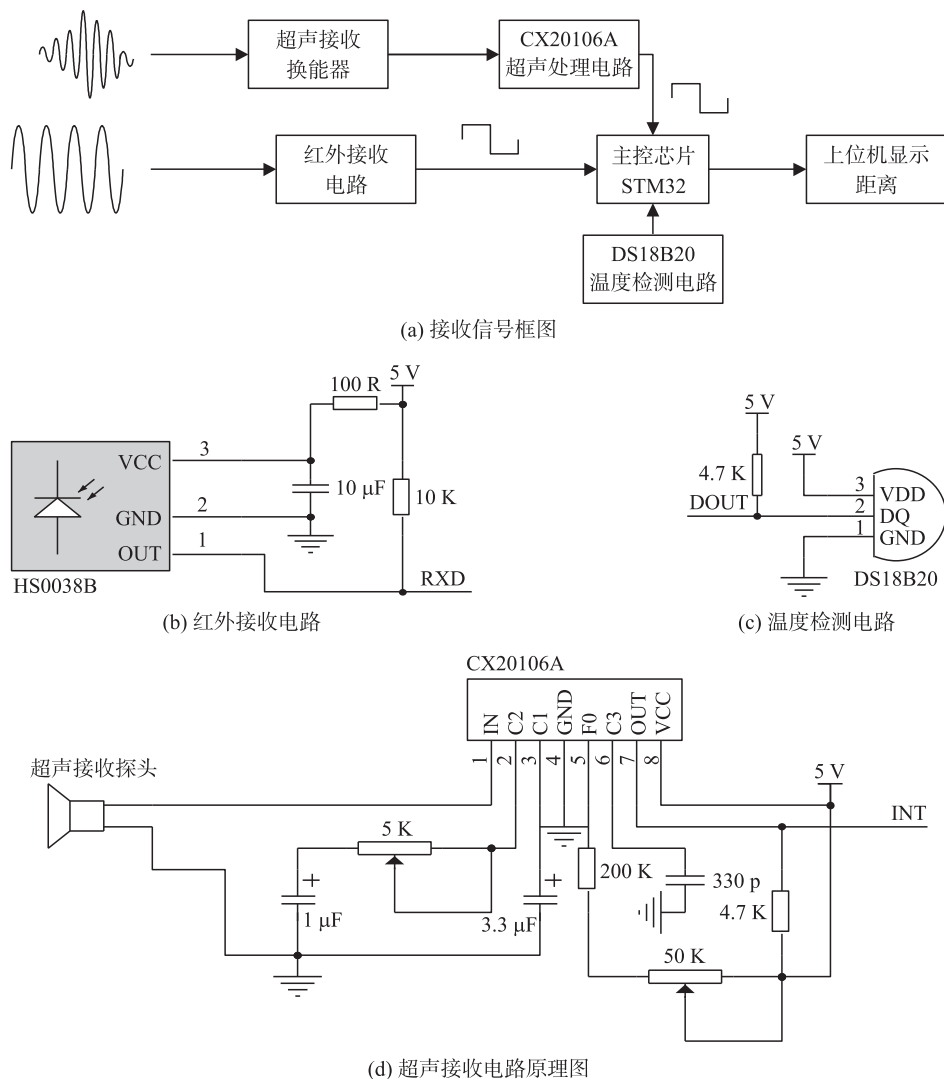 超声接收
换能器
CX20106A
超声处理电路
红外接收
电路
主控芯片
STM32
上位机显示
距离
DS18B20
温度检测电路
(a) 接收信号框图
5 V
100 R
VCC
3
10 μF
10 K
GND
2
OUT
1
RXD
HS0038B
(b) 红外接收电路
5 V
5 V
4.7 K
DOUT
3
VDD
2
DQ
1
GND
DS18B20
(c) 温度检测电路
CX20106A
IN
C2
C1
GND
F0
C3
OUT
VCC
1
2
3
4
5
6
7
8
超声接收探头
5 V
INT
5 K
200 K
330 p
4.7 K
1 μF
3.3 μF
50 K
(d) 超声接收电路原理图